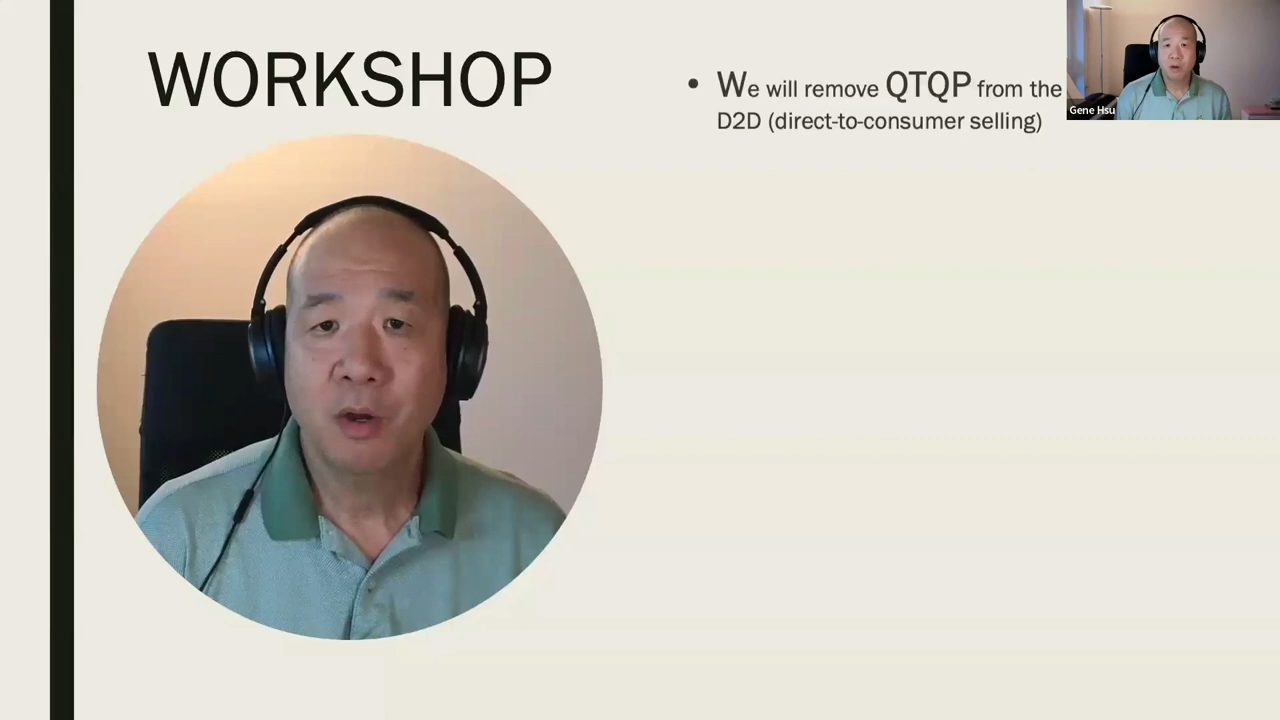 WORKSHOP
• We will remove QTQP from the
D2D (direct-to-consumer selling)
Gene Hsu